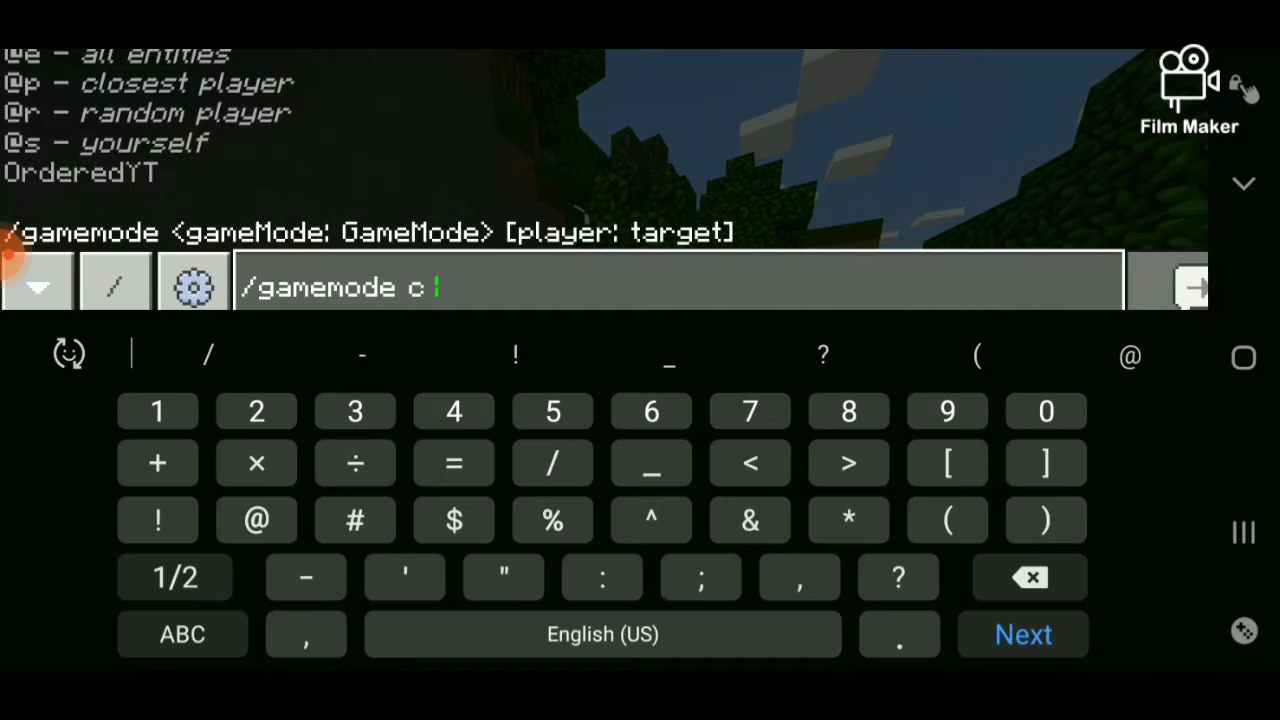 @e - all entities
@p - closest player
@r - random player
@s - yourself
OrderedYT
/gamemode <gameMode: GameMode> [player: target]
/ /gamemode c
Film Maker
/ - ! _ ? ( @
1 2 3 4 5 6 7 8 9 0
+ × ÷ = / _ < > [ ]
! @ # $ % ^ & * ( )
1/2 - ' " : ; , ?
ABC , English (US) . Next